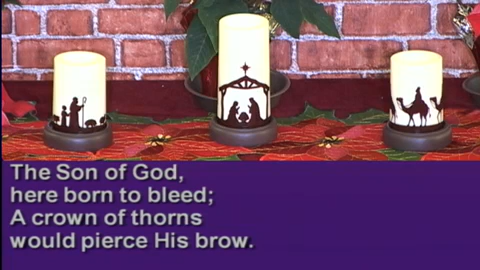 The Son of God,
here born to bleed;
A crown of thorns
would pierce His brow.